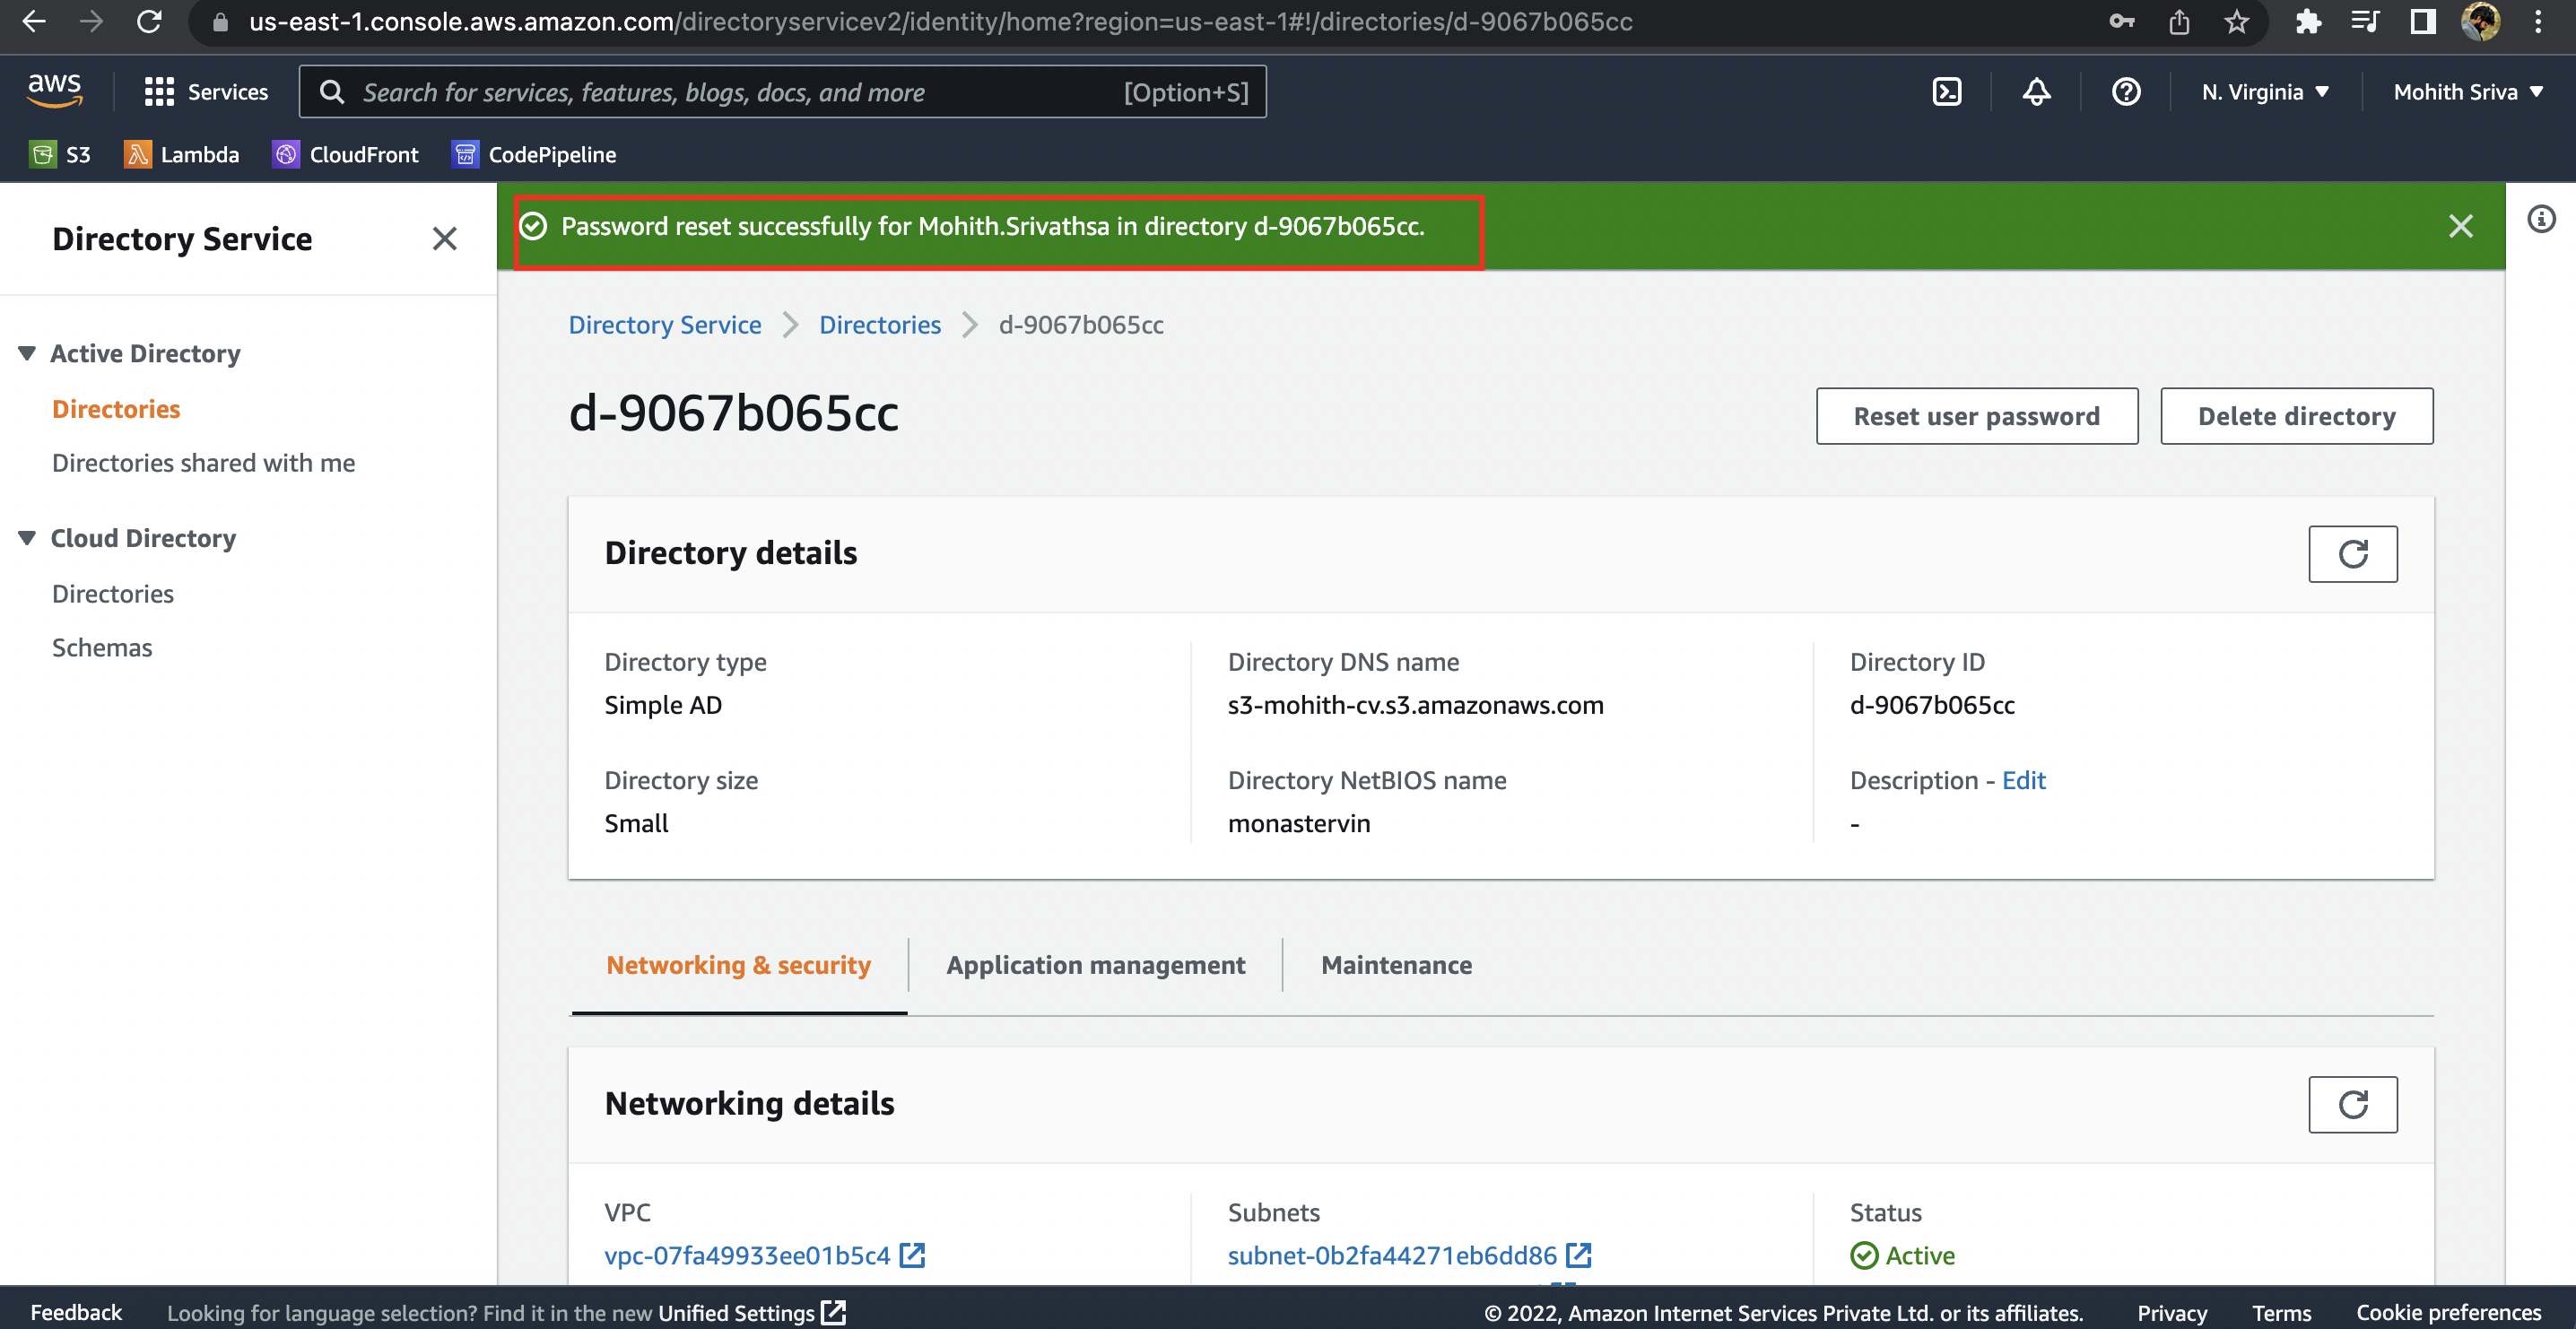 us-east-1.console.aws.amazon.com/directoryservicev2/identity/home?region=us-east-1#!/directories/d-9067b065cc
aws Services Search for services, features, blogs, docs, and more [Option+S] N. Virginia Mohith Sriva
S3 Lambda CloudFront CodePipeline
Directory Service
Password reset successfully for Mohith.Srivathsa in directory d-9067b065cc.
Active Directory
Directories
Directories shared with me
Cloud Directory
Directories
Schemas
Directory Service Directories d-9067b065cc
d-9067b065cc
Reset user password Delete directory
Directory details
Directory type
Simple AD
Directory DNS name
s3-mohith-cv.s3.amazonaws.com
Directory ID
d-9067b065cc
Directory size
Small
Directory NetBIOS name
monastervin
Description - Edit
-
Networking & security Application management Maintenance
Networking details
VPC
vpc-07fa49933ee01b5c4
Subnets
subnet-0b2fa44271eb6dd86
Status
Active
Feedback Looking for language selection? Find it in the new Unified Settings © 2022, Amazon Internet Services Private Ltd. or its affiliates. Privacy Terms Cookie preferences